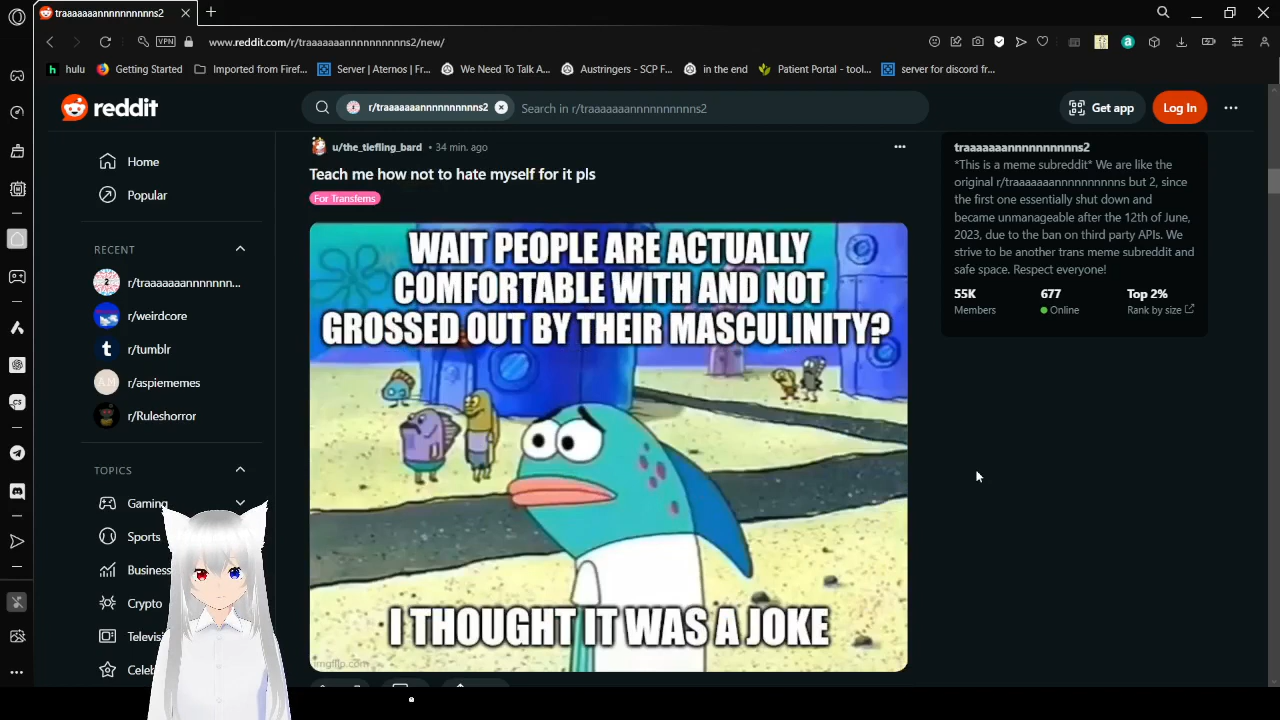 traaaaaaannnnnnnnnns2
www.reddit.com/r/traaaaaaannnnnnnnnns2/new/
VPN
hulu
Getting Started
Imported from Firef...
Server | Aternos | Fr...
We Need To Talk A...
Austringers - SCP F...
in the end
Patient Portal - tool...
server for discord fr...
reddit
r/traaaaaaannnnnnnnnns2
Search in r/traaaaaaannnnnnnnnns2
Get app
Log In
Home
Popular
RECENT
r/traaaaaaannnnnnn...
r/weirdcore
r/tumblr
r/aspiememes
r/Rulesorror
TOPICS
Gaming
Sports
Business
Crypto
Televisi
Celeb
u/the_tiefling_bard • 34 min. ago
Teach me how not to hate myself for it pls
For Transfems
WAIT PEOPLE ARE ACTUALLY
COMFORTABLE WITH AND NOT
GROSSED OUT BY THEIR MASCULINITY?
I THOUGHT IT WAS A JOKE
imgflip.com
traaaaaaannnnnnnnnns2
*This is a meme subreddit* We are like the
original r/traaaaaaannnnnnnnnns but 2, since
the first one essentially shut down and
became unmanageable after the 12th of June,
2023, due to the ban on third party APIs. We
strive to be another trans meme subreddit and
safe space. Respect everyone!
55K
Members
677
Online
Top 2%
Rank by size